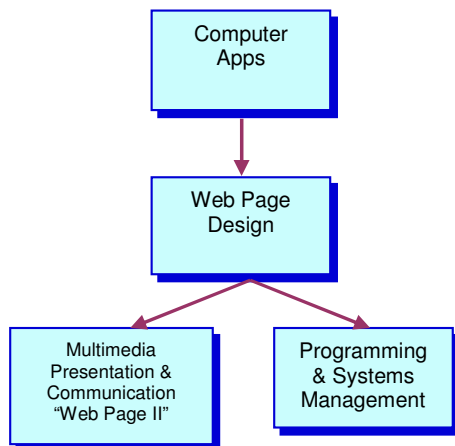 Computer
Apps
Web Page
Design
Multimedia
Presentation &
Communication
“Web Page II”
Programming
& Systems
Management